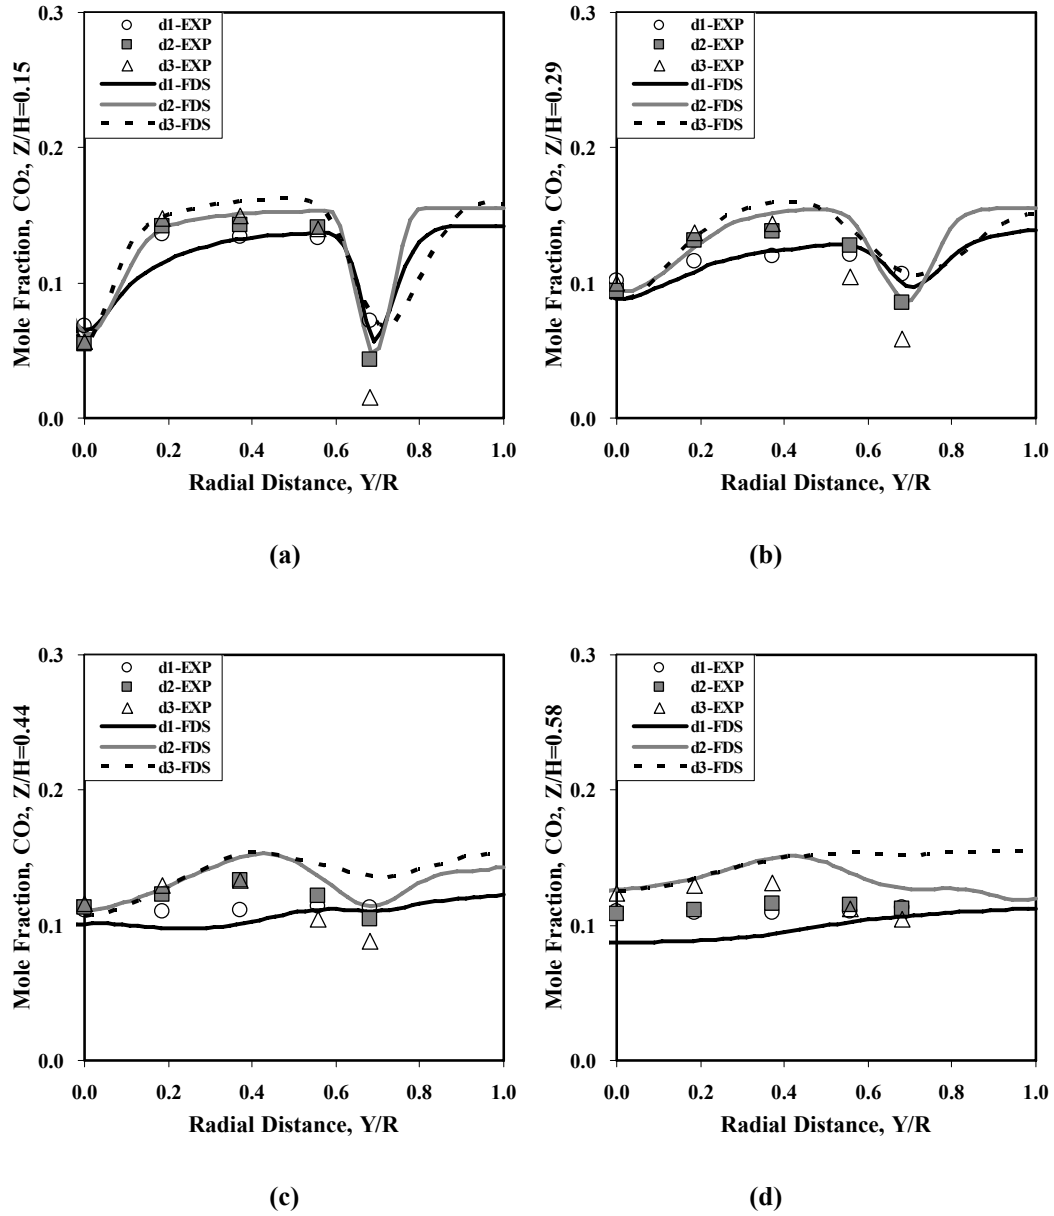 0.3
0.2
0.1
0.0
Mole Fraction, CO2, Z/H=0.15
d1-EXP
d2-EXP
d3-EXP
d1-FDS
d2-FDS
d3-FDS
0.0 0.2 0.4 0.6 0.8 1.0
Radial Distance, Y/R
(a)
0.3
0.2
0.1
0.0
Mole Fraction, CO2, Z/H=0.29
d1-EXP
d2-EXP
d3-EXP
d1-FDS
d2-FDS
d3-FDS
0.0 0.2 0.4 0.6 0.8 1.0
Radial Distance, Y/R
(b)
0.3
0.2
0.1
0.0
Mole Fraction, CO2, Z/H=0.44
d1-EXP
d2-EXP
d3-EXP
d1-FDS
d2-FDS
d3-FDS
0.0 0.2 0.4 0.6 0.8 1.0
Radial Distance, Y/R
(c)
0.3
0.2
0.1
0.0
Mole Fraction, CO2, Z/H=0.58
d1-EXP
d2-EXP
d3-EXP
d1-FDS
d2-FDS
d3-FDS
0.0 0.2 0.4 0.6 0.8 1.0
Radial Distance, Y/R
(d)